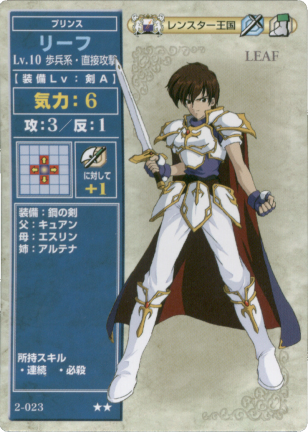 プリンス
リーフ
Lv.10 歩兵系・直接攻撃
【装備Lv：剣A】
気力：6
攻：3／反：1
に対して
+1
装備：鋼の剣
父：キュアン
母：エスリン
姉：アルテナ
所持スキル
・連続 ・必殺
2-023 ★★
レンスター王国
LEAF